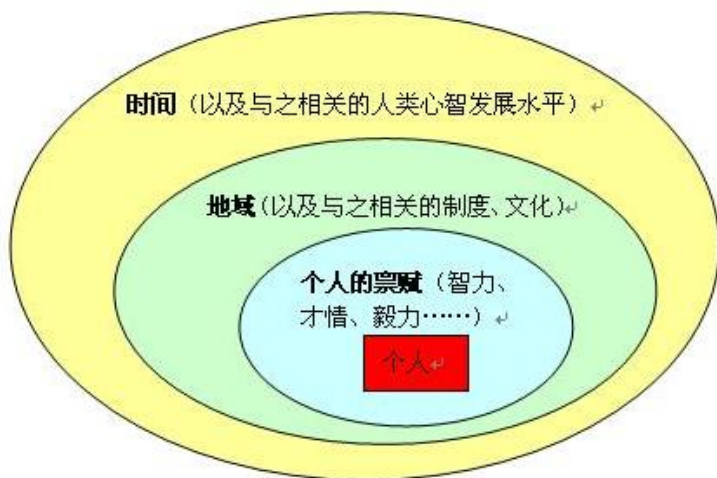 时间（以及与之相关的人类心智发展水平）
地域(以及与之相关的制度、文化)
个人的禀赋（智力、
才情、毅力……）
个人